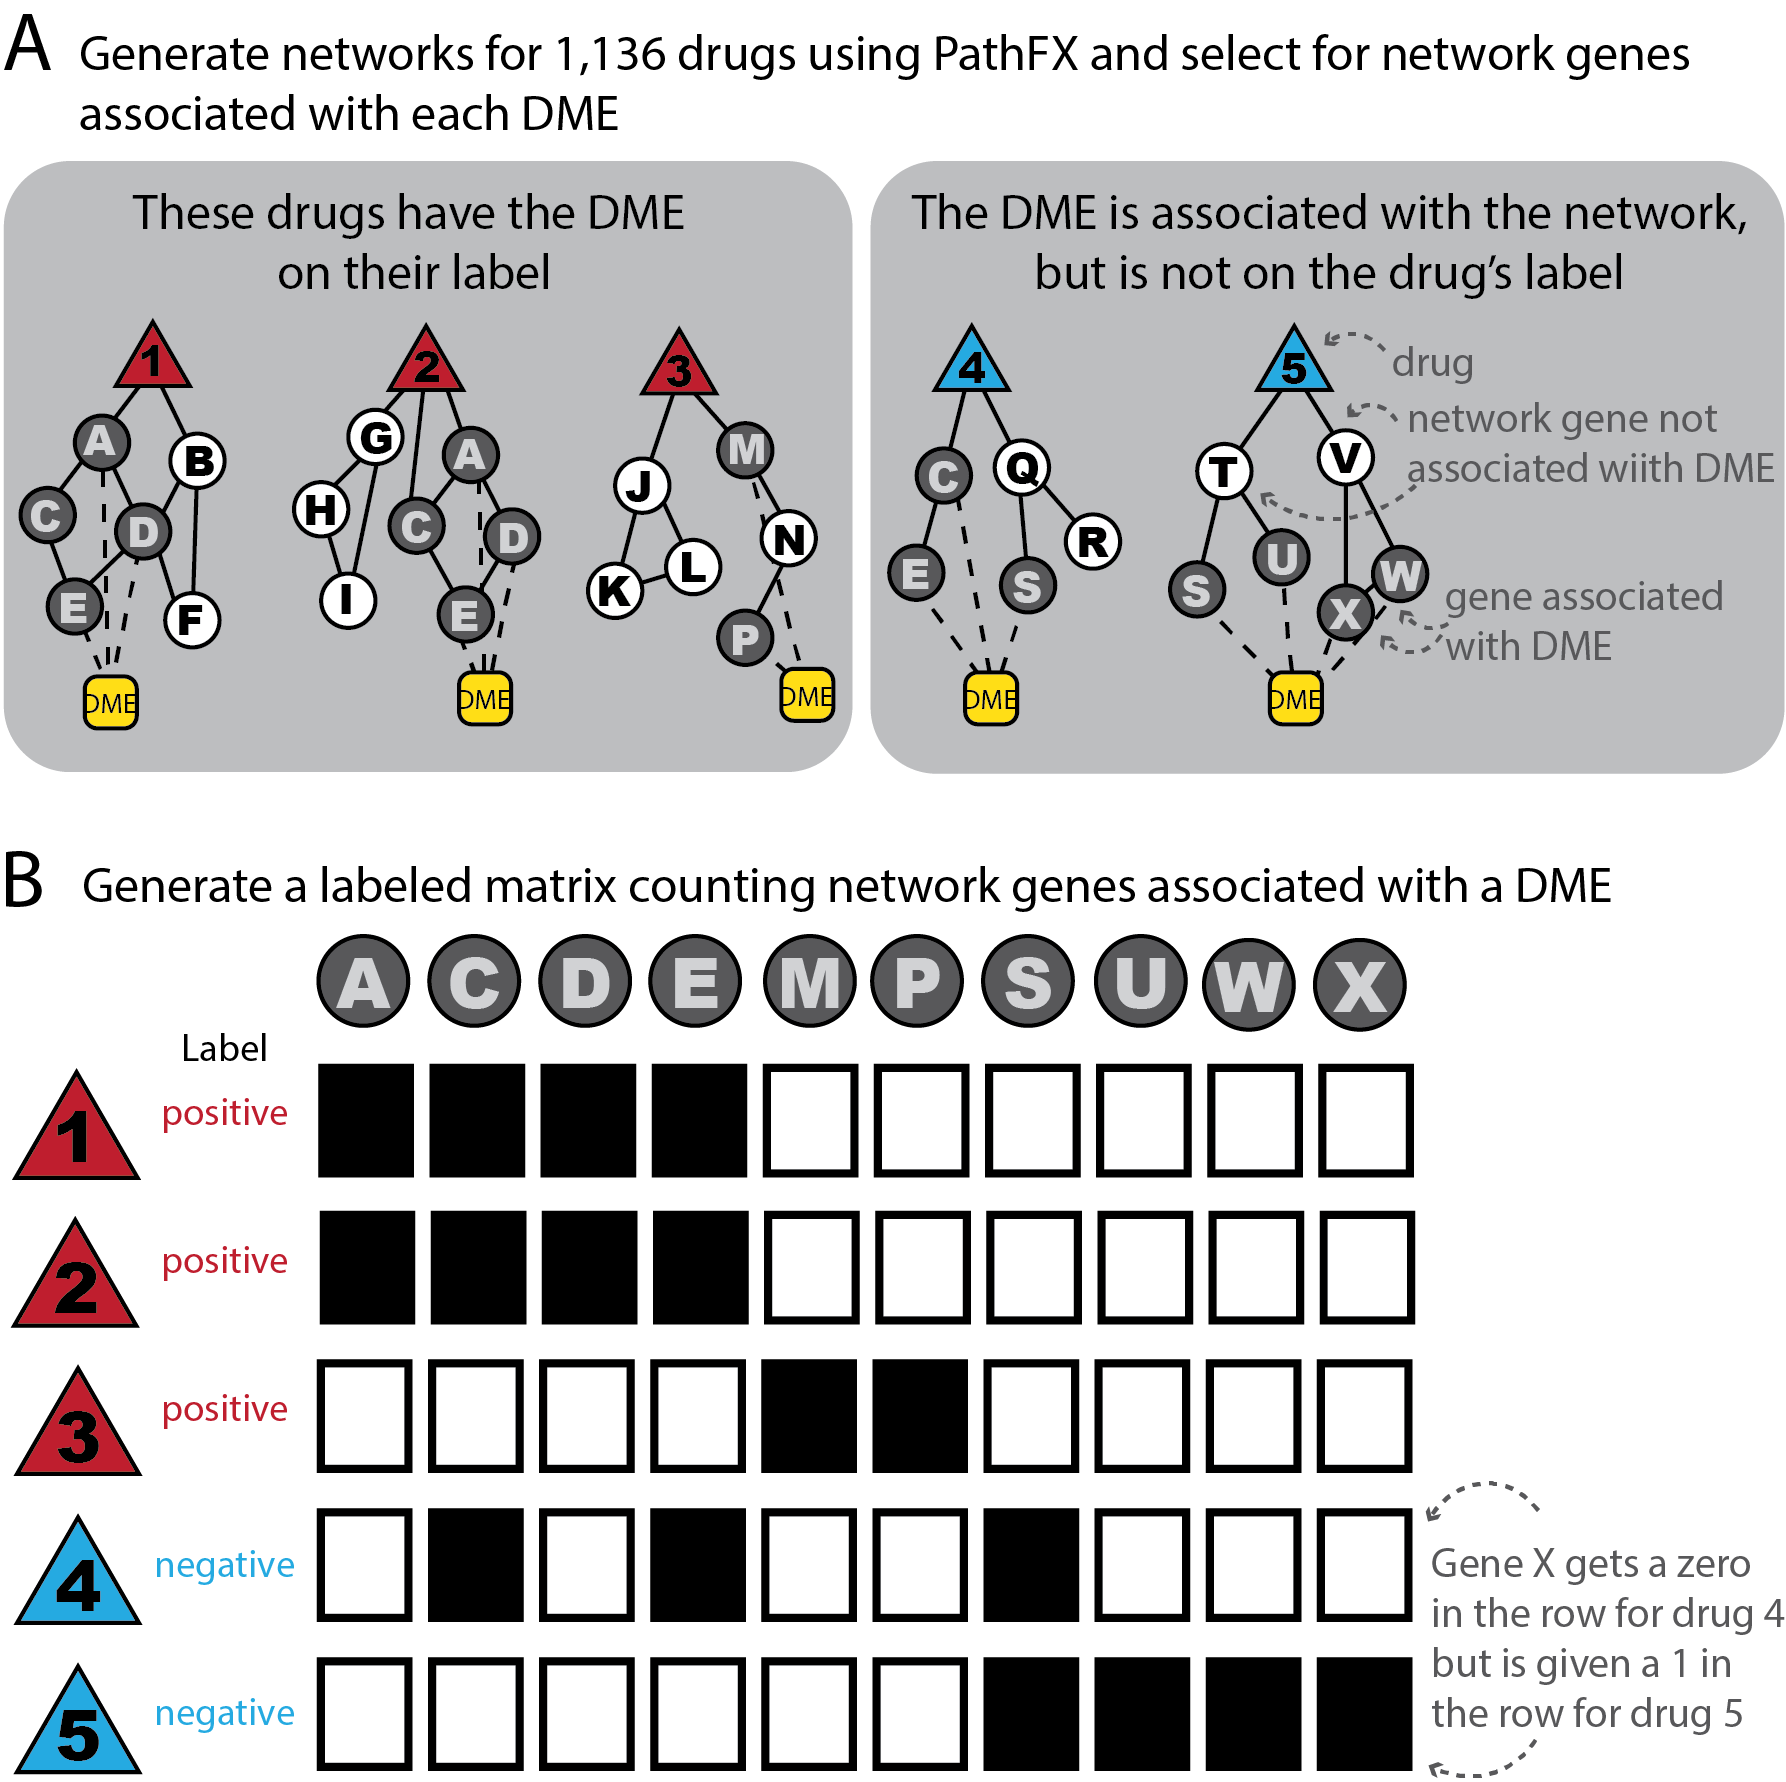 A Generate networks for 1,136 drugs using PathFX and select for network genes
associated with each DME
These drugs have the DME
on their label
1
A
B
C
D
E
F
DME
2
G
A
H
C
D
I
E
DME
3
M
J
N
L
K
P
DME
The DME is associated with the network,
but is not on the drug's label
4
C
Q
R
E
S
DME
5
T
V
U
S
W
X
DME
drug
network gene not
associated wiith DME
gene associated
with DME
B Generate a labeled matrix counting network genes associated with a DME
A C D E M P S U W X
Label
1 positive
2 positive
3 positive
4 negative
5 negative
Gene X gets a zero
in the row for drug 4
but is given a 1 in
the row for drug 5